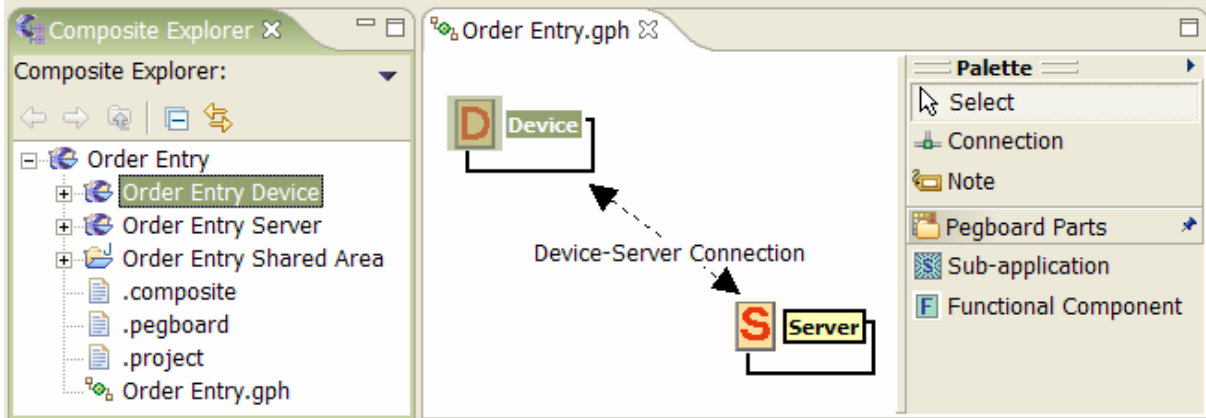 Composite Explorer
Composite Explorer:
Order Entry
Order Entry Device
Order Entry Server
Order Entry Shared Area
.composite
.pegboard
.project
Order Entry.gph
Order Entry.gph
D Device
Device-Server Connection
S Server
Palette
Select
Connection
Note
Pegboard Parts
Sub-application
F Functional Component